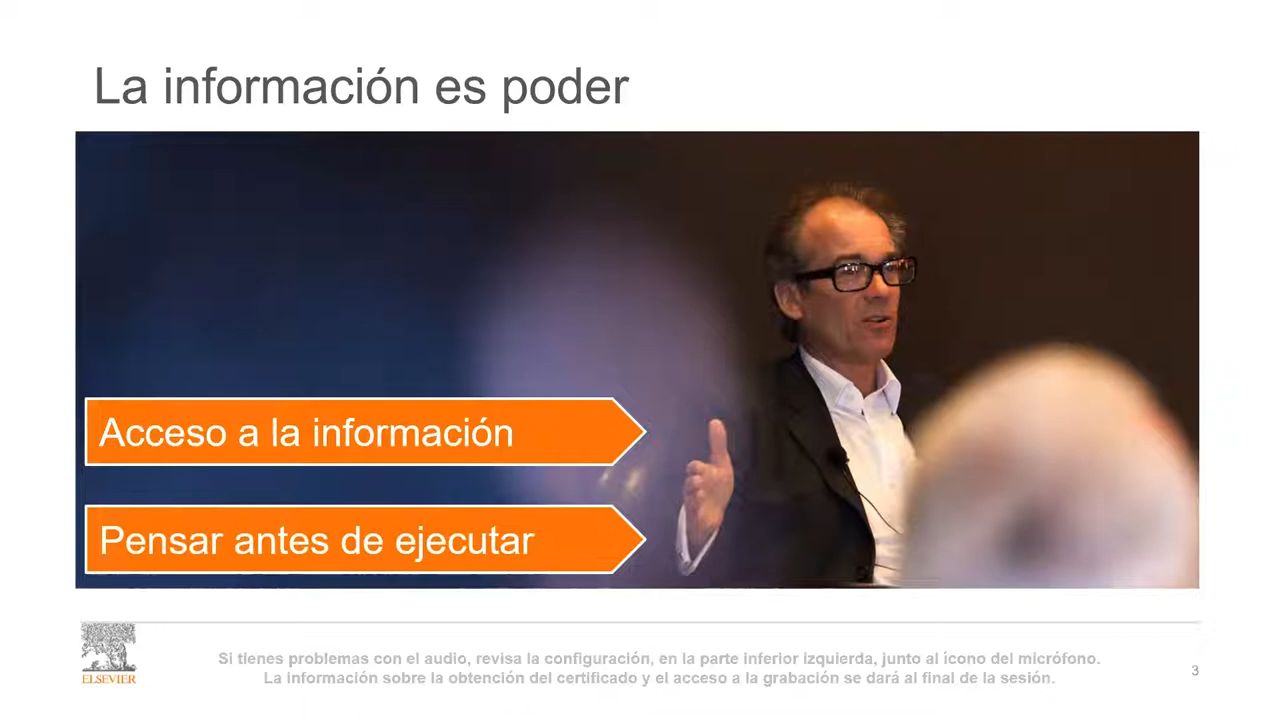 La información es poder
Acceso a la información
Pensar antes de ejecutar
ELSEVIER
Si tienes problemas con el audio, revisa la configuración, en la parte inferior izquierda, junto al ícono del micrófono.
La información sobre la obtención del certificado y el acceso a la grabación se dará al final de la sesión.
3